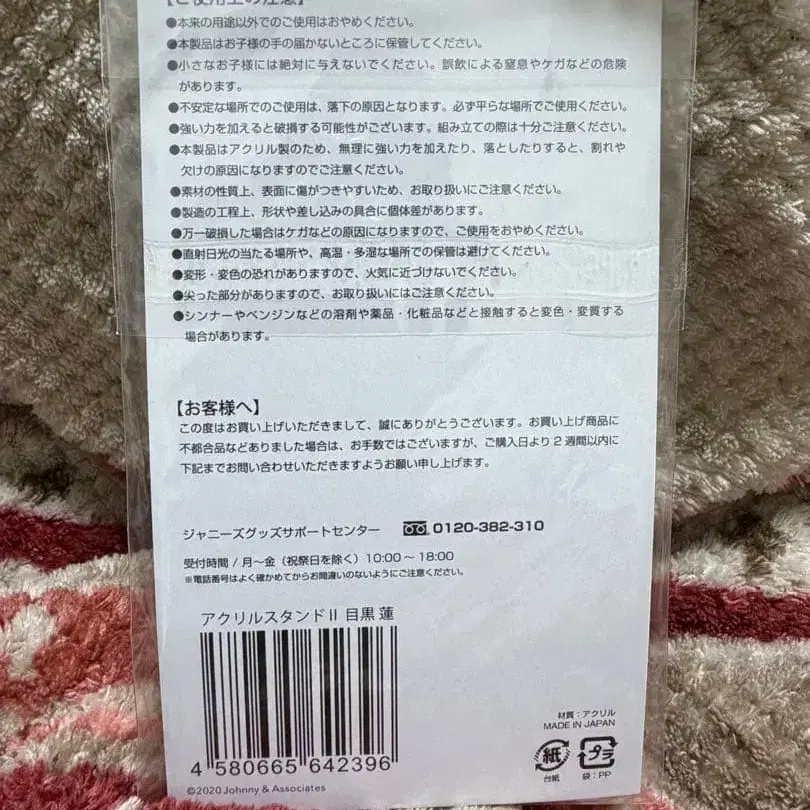 【ご使用上の注意】
●本来の用途以外でのご使用はおやめください。
●本製品はお子様の手の届かないところに保管してください。
●小さなお子様には絶対に与えないでください。誤飲による窒息やケガなどの危険
があります。
●不安定な場所でのご使用は、落下の原因となります。必ず平らな場所でご使用ください。
●強い力を加えると破損する可能性がございます。組み立ての際は十分ご注意ください。
●本製品はアクリル製のため、無理に強い力を加えたり、落としたりすると、割れや
欠けの原因になりますのでご注意ください。
●素材の性質上、表面に傷がつきやすいため、お取り扱いにご注意ください。
●製造の工程上、形状や差し込みの具合に個体差があります。
●万一破損した場合はケガなどの原因になりますので、ご使用をおやめください。
●直射日光の当たる場所や、高温・多湿な場所での保管は避けてください。
●変形・変色の恐れがありますので、火気に近づけないでください。
●尖った部分がありますので、お取り扱いにはご注意ください。
●シンナーやベンジンなどの溶剤や薬品・化粧品などと接触すると変色・変質する
場合があります。
【お客様へ】
この度はお買い上げいただきまして、誠にありがとうございます。お買い上げ商品に
不都合品などありました場合は、お手数ではございますが、ご購入日より2週間以内に
下記までお問い合わせいただきますようお願い申し上げます。
ジャニーズグッズサポートセンター 0120-382-310
受付時間 / 月〜金（祝祭日を除く）10:00 〜 18:00
※電話番号はよく確かめてからお間違いのないようにご注意ください。
アクリルスタンドII 目黒 蓮
4 580665 642396
©2020 Johnny & Associates
材質：アクリル
MADE IN JAPAN
紙
プラ
台紙
袋：PP